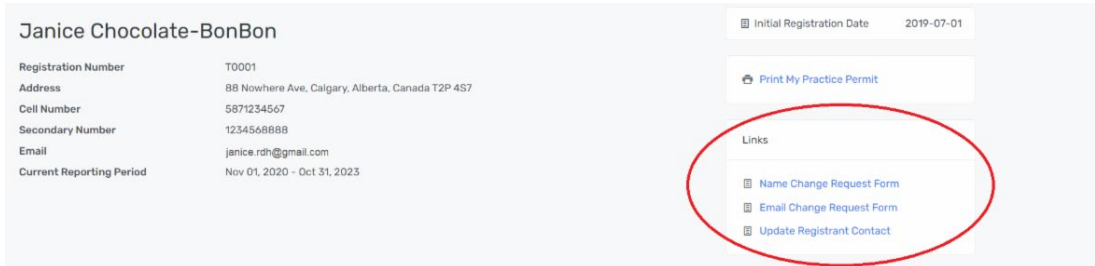 Janice Chocolate-BonBon
Registration Number T0001
Address 88 Nowhere Ave, Calgary, Alberta, Canada T2P 4S7
Cell Number 5871234567
Secondary Number 1234568888
Email janice.rdh@gmail.com
Current Reporting Period Nov 01, 2020 - Oct 31, 2023
Initial Registration Date 2019-07-01
Print My Practice Permit
Links
Name Change Request Form
Email Change Request Form
Update Registrant Contact